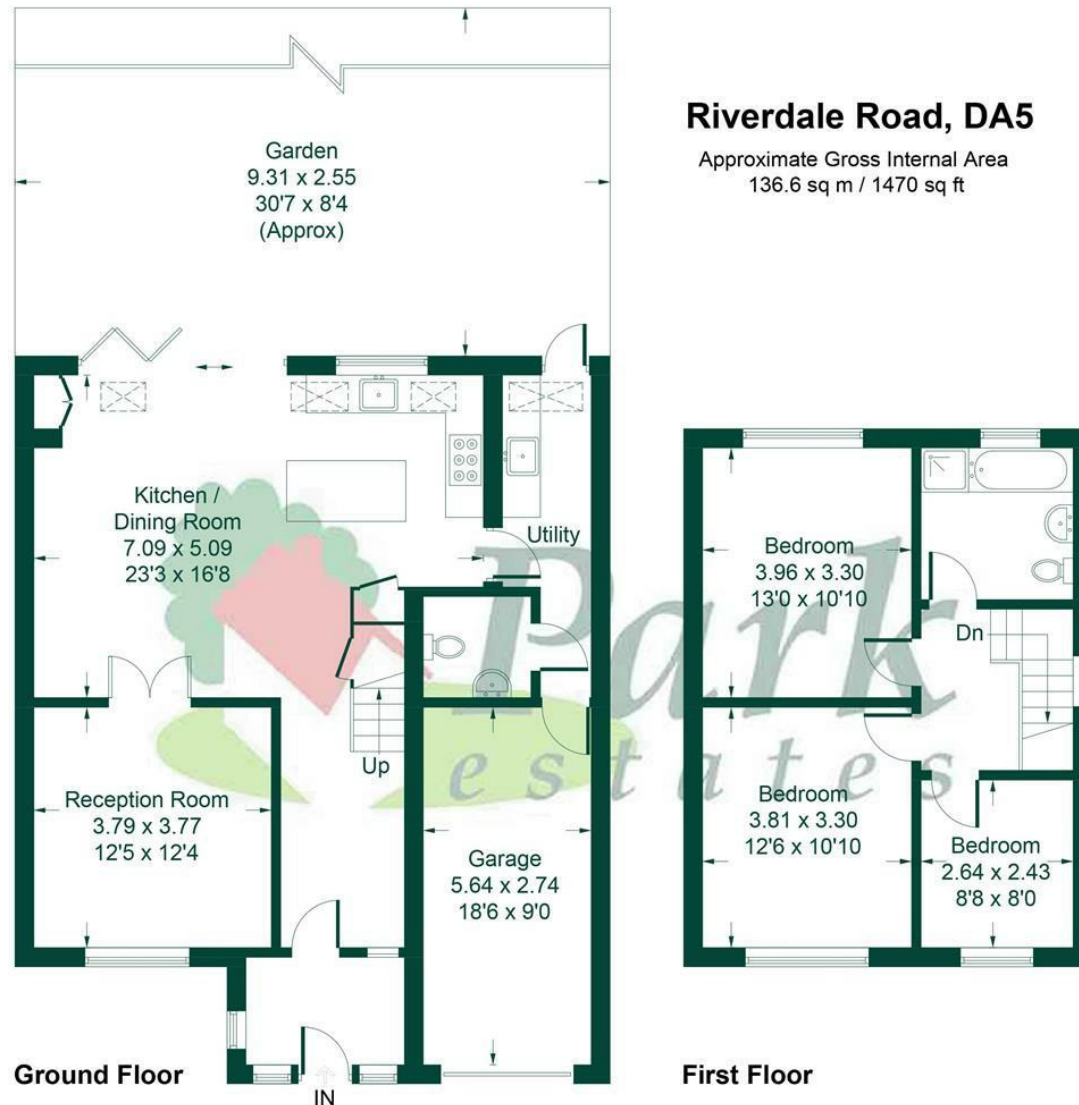 Riverdale Road, DA5
Approximate Gross Internal Area
136.6 sq m / 1470 sq ft
Garden
9.31 x 2.55
30'7 x 8'4
(Approx)
Kitchen /
Dining Room
7.09 x 5.09
23'3 x 16'8
Utility
Reception Room
3.79 x 3.77
12'5 x 12'4
Up
Garage
5.64 x 2.74
18'6 x 9'0
IN
Ground Floor
Bedroom
3.96 x 3.30
13'0 x 10'10
Dn
Bedroom
3.81 x 3.30
12'6 x 10'10
Bedroom
2.64 x 2.43
8'8 x 8'0
First Floor
Park
estates